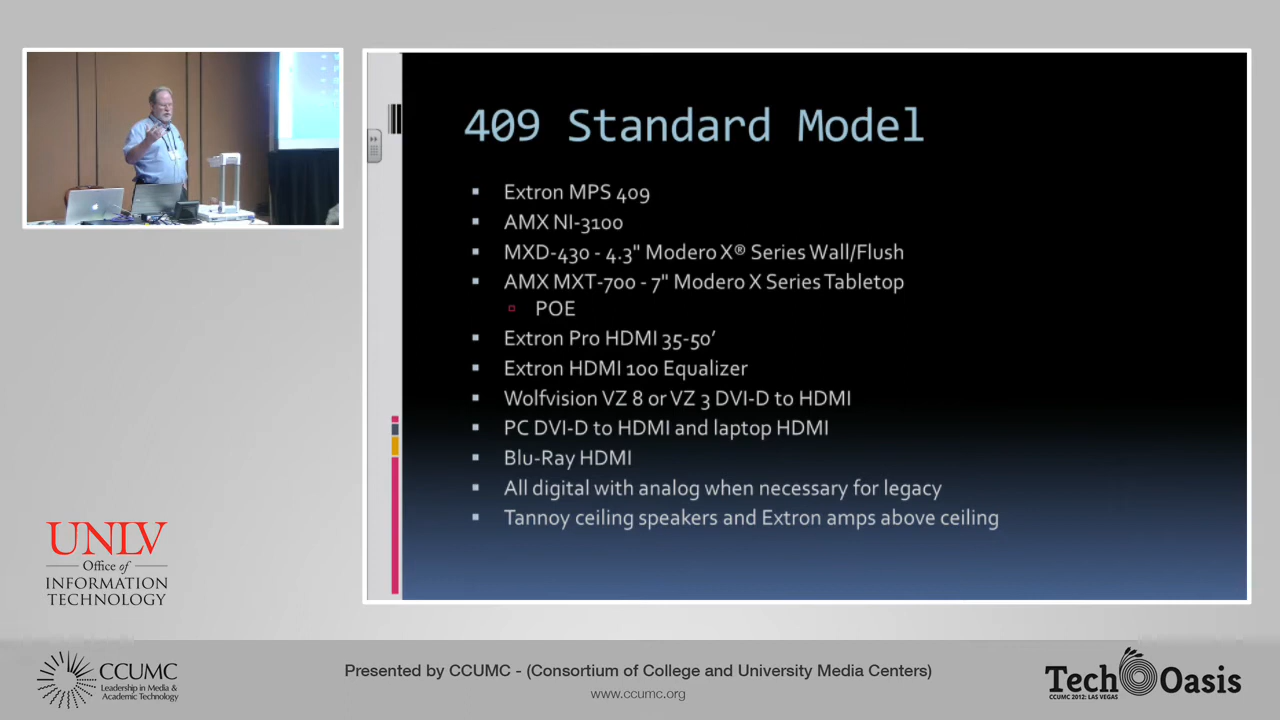 409 Standard Model
Extron MPS 409
AMX NI-3100
MXD-430 - 4.3" Modero X® Series Wall/Flush
AMX MXT-700 - 7" Modero X Series Tabletop
POE
Extron Pro HDMI 35-50’
Extron HDMI 100 Equalizer
Wolfvision VZ 8 or VZ 3 DVI-D to HDMI
PC DVI-D to HDMI and laptop HDMI
Blu-Ray HDMI
All digital with analog when necessary for legacy
Tannoy ceiling speakers and Extron amps above ceiling
UNLV
Office of
INFORMATION
TECHNOLOGY
CCUMC
Leadership in Media &
Academic Technology
Presented by CCUMC - (Consortium of College and University Media Centers)
www.ccumc.org
Tech Oasis
CCUMC 2012: LAS VEGAS